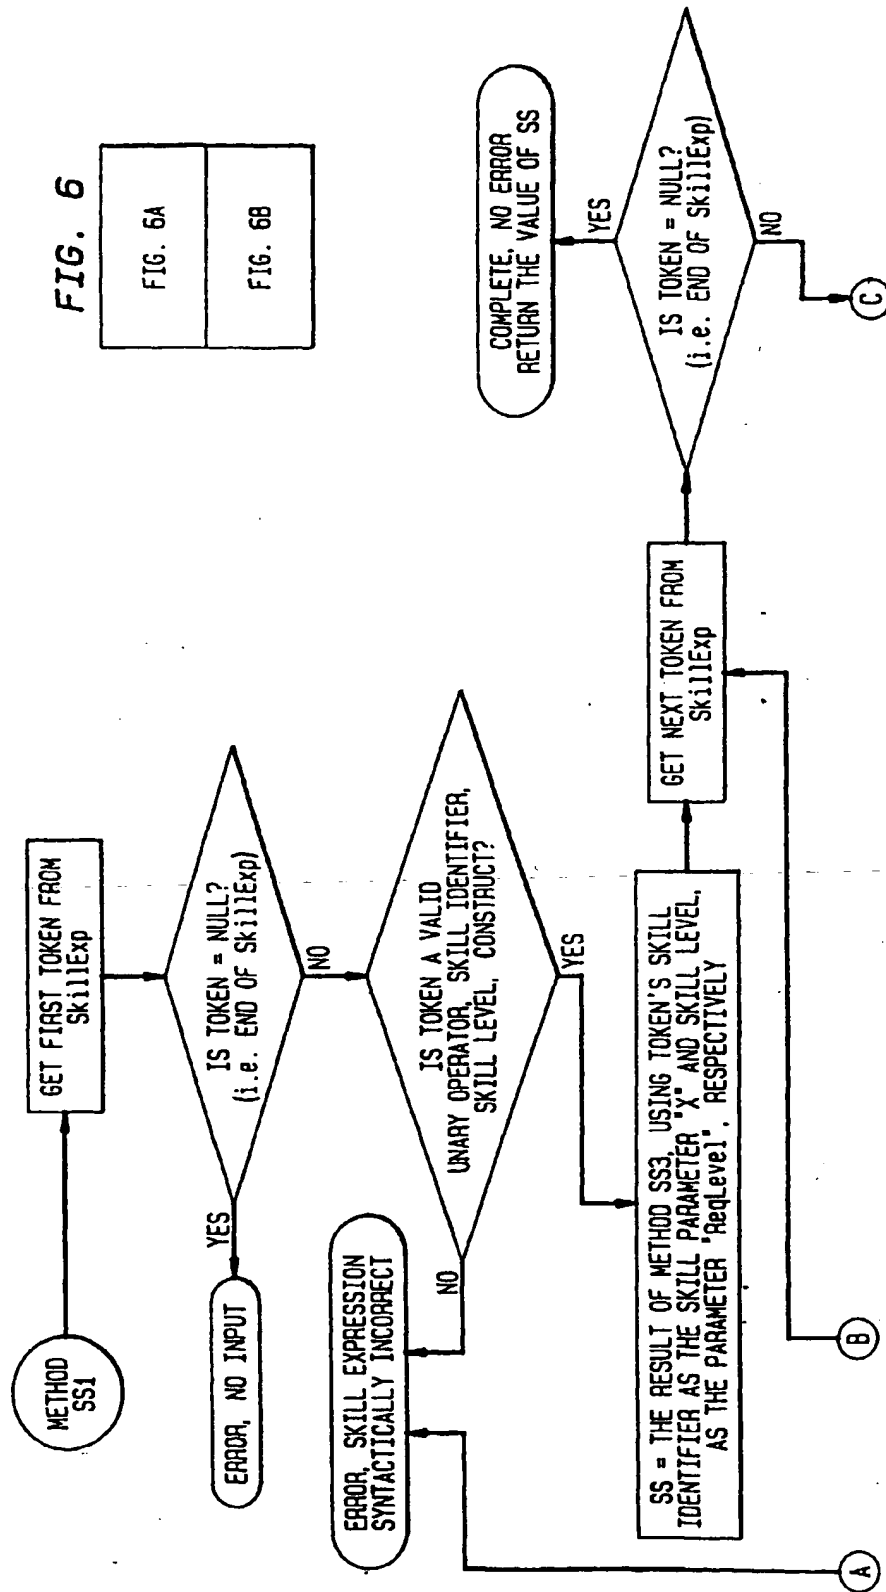 FIG. 6
FIG. 6A
FIG. 6B
METHOD
SS1
GET FIRST TOKEN FROM
SkillExp
IS TOKEN = NULL?
(i.e. END OF SkillExp)
YES
NO
ERROR, NO INPUT
IS TOKEN A VALID
UNARY OPERATOR, SKILL IDENTIFIER,
SKILL LEVEL, CONSTRUCT?
NO
YES
ERROR, SKILL EXPRESSION
SYNTACTICALLY INCORRECT
SS = THE RESULT OF METHOD SS3, USING TOKEN'S SKILL
IDENTIFIER AS THE SKILL PARAMETER "X" AND SKILL LEVEL,
AS THE PARAMETER "ReqLevel", RESPECTIVELY
GET NEXT TOKEN FROM
SkillExp
IS TOKEN = NULL?
(i.e. END OF SkillExp)
YES
NO
COMPLETE, NO ERROR
RETURN THE VALUE OF SS
A
B
C